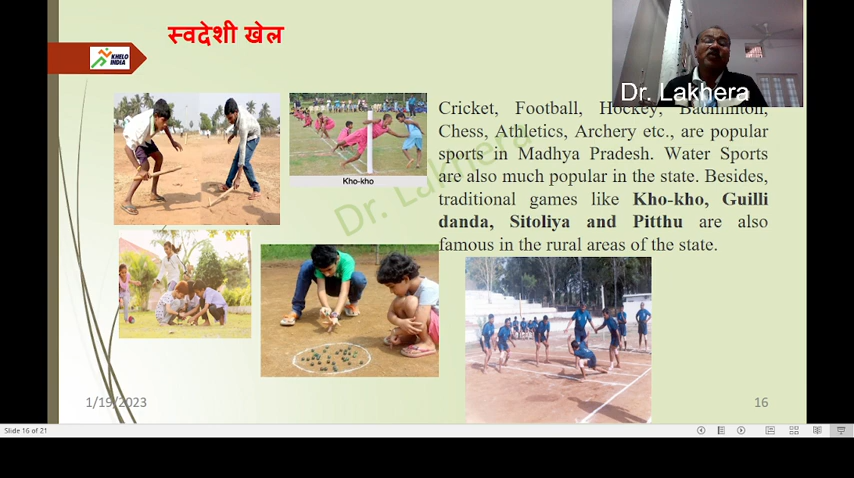 स्वदेशी खेल
KHELO
INDIA
Dr. Lakhera
Cricket, Football, Hockey, Badminton,
Chess, Athletics, Archery etc., are popular
sports in Madhya Pradesh. Water Sports
are also much popular in the state. Besides,
traditional games like Kho-kho, Guilli
danda, Sitoliya and Pitthu are also
famous in the rural areas of the state.
Kho-kho
Dr. Lakhera
1/19/2023
16
Slide 16 of 21